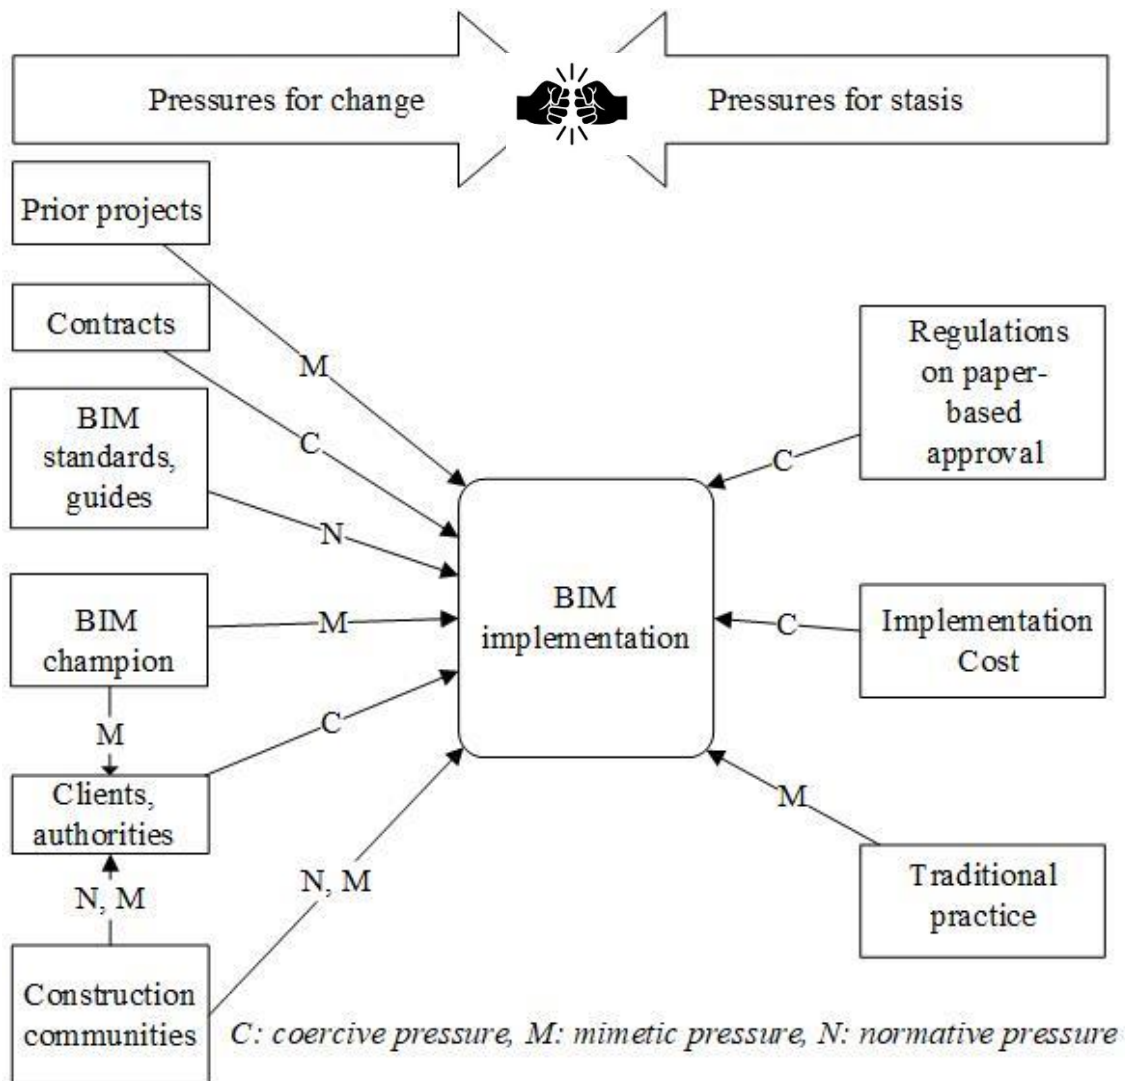 Pressures for change
Pressures for stasis
Prior projects
M
Contracts
C
BIM
standards,
guides
N
BIM
champion
M
M
Clients,
authorities
C
N, M
Construction
communities
N, M
BIM
implementation
Regulations
on paper-
based
approval
C
Implementation
Cost
C
Traditional
practice
M
C: coercive pressure, M: mimetic pressure, N: normative pressure